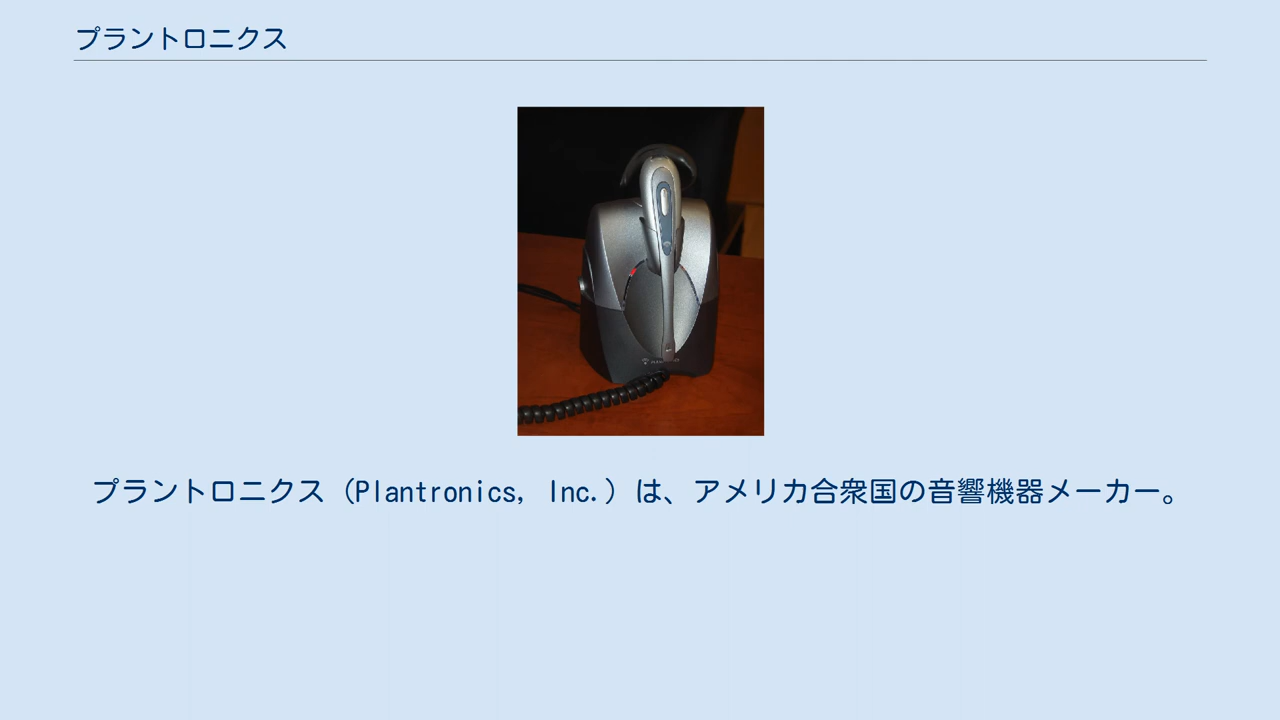 プラントロニクス
プラントロニクス（Plantronics, Inc.）は、アメリカ合衆国の音響機器メーカー。